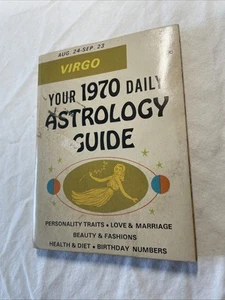 AUG. 24-SEP. 23
VIRGO
YOUR 1970 DAILY
ASTROLOGY
GUIDE
PERSONALITY TRAITS • LOVE & MARRIAGE
BEAUTY & FASHIONS
HEALTH & DIET • BIRTHDAY NUMBERS